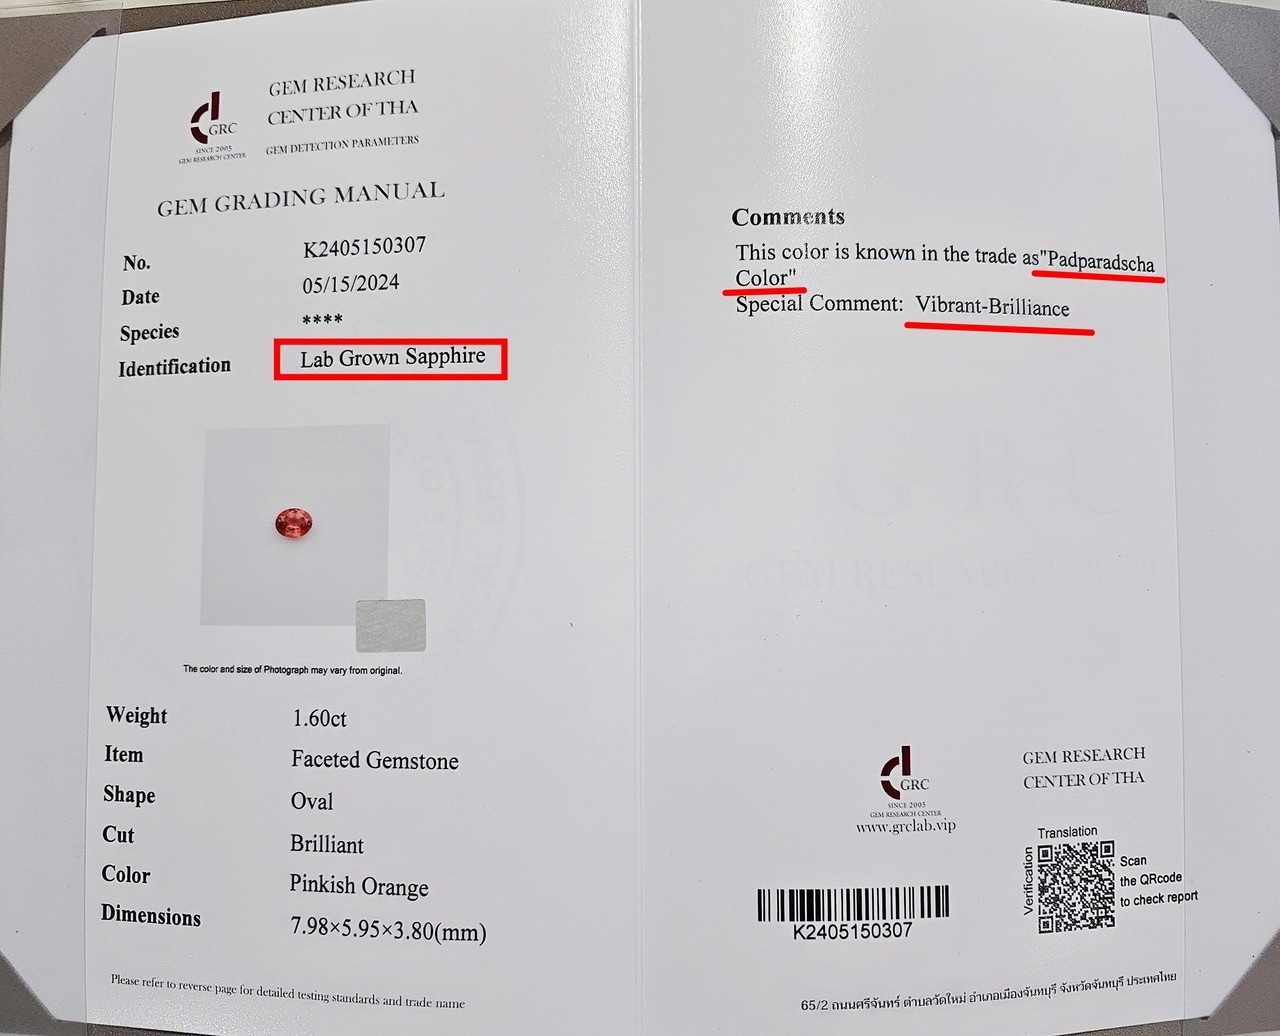 GRC
SINCE 2005
GEM RESEARCH CENTER
GEM RESEARCH
CENTER OF THA
GEM DETECTION PARAMETERS
GEM GRADING MANUAL
No. K2405150307
Date 05/15/2024
Species ****
Identification Lab Grown Sapphire
The color and size of Photograph may vary from original.
Weight 1.60ct
Item Faceted Gemstone
Shape Oval
Cut Brilliant
Color Pinkish Orange
Dimensions 7.98×5.95×3.80(mm)
Please refer to reverse page for detailed testing standards and trade name
Comments
This color is known in the trade as"Padparadscha
Color"
Special Comment: Vibrant-Brilliance
GRC
GEM RESEARCH
GRC
SINCE 2005
GEM RESEARCH CENTER
www.grclab.vip
GEM RESEARCH
CENTER OF THA
K2405150307
Translation
Verification
Scan
the QRcode
to check report
65/2 ถนนศรีจันทร์ ตำบลวัดใหม่ อำเภอเมืองจันทบุรี จังหวัดจันทบุรี ประเทศไทย